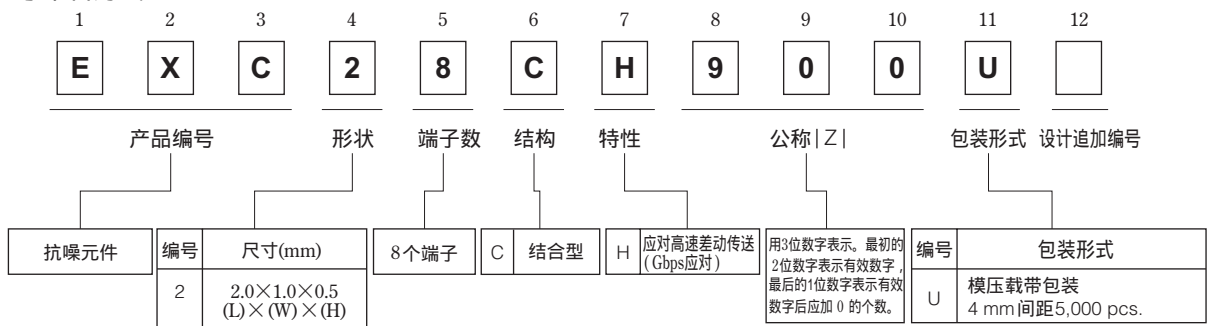 1 2 3 4 5 6 7 8 9 10 11 12
E X C 2 8 C H 9 0 0 U
产品编号 形状 端子数 结构 特性 公称|Z| 包装形式 设计追加编号
抗噪元件
编号 尺寸(mm)
2 2.0×1.0×0.5
(L)×(W)×(H)
8个端子
C 结合型
H 应对高速差动传送
(Gbps应对)
用3位数字表示。最初的
2位数字表示有效数字，
最后的1位数字表示有效
数字后应加 0 的个数。
编号 包装形式
U 模压载带包装
4 mm间距5,000 pcs.